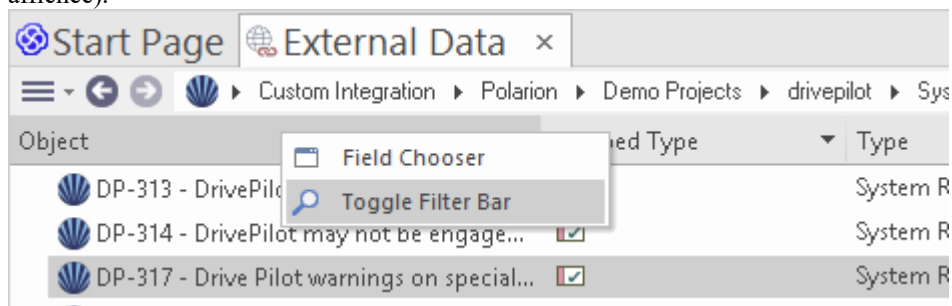 Start Page External Data ×
Custom Integration Polarion Demo Projects drivepilot Sys
Object ed Type Type
Field Chooser
DP-313 - DrivePil System R
Toggle Filter Bar
DP-314 - DrivePilot may not be engage... System R
DP-317 - Drive Pilot warnings on special... System R